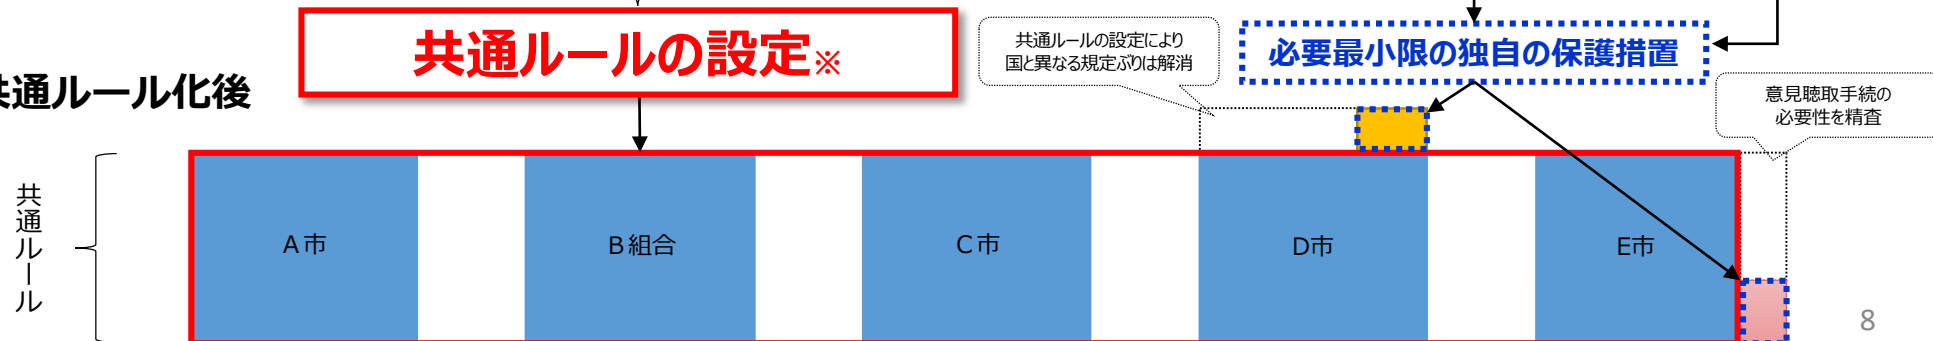 共通ルールの設定※
共通ルールの設定により
国と異なる規定ぶりは解消
必要最小限の独自の保護措置
通ルール化後
意見聴取手続の
必要性を精査
共通ルール
A市
B組合
C市
D市
E市
8